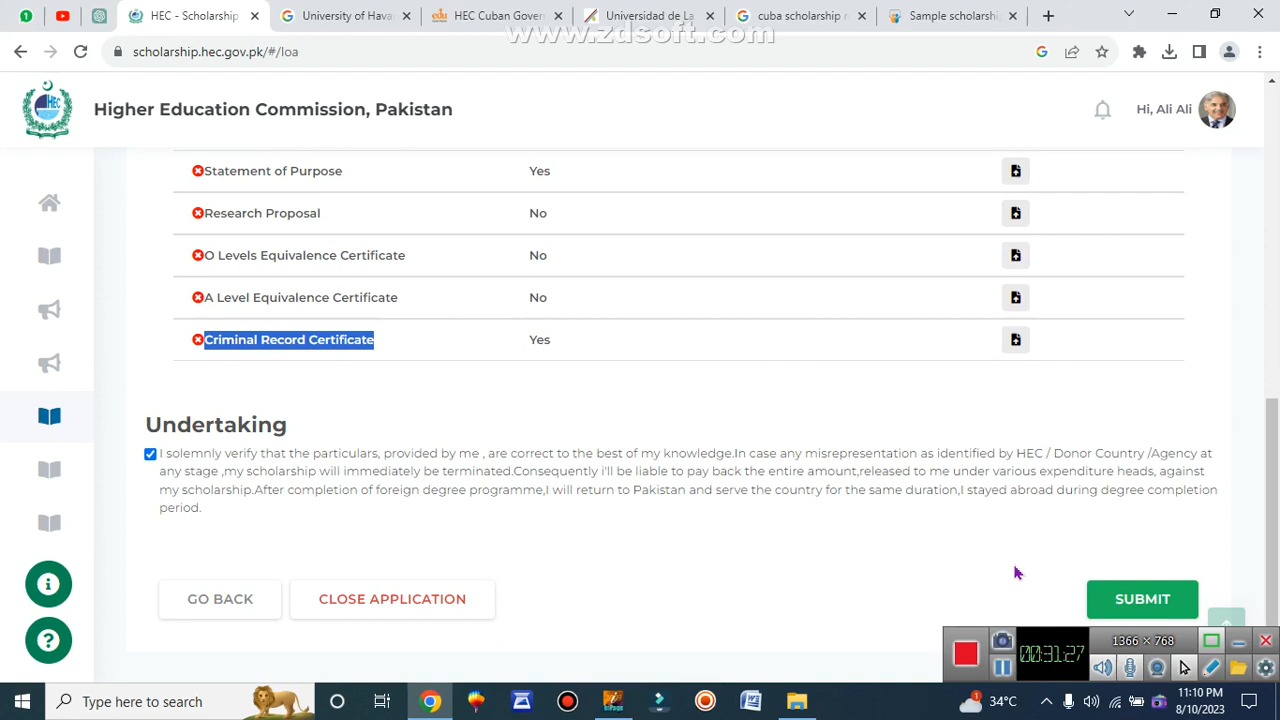 HEC - Scholarship
University of Hava
HEC Cuban Govern
Universidad de La
cuba scholarship r
Sample scholarshi
www.zdsoft.com
scholarship.hec.gov.pk/#/loa
Higher Education Commission, Pakistan
Hi, Ali Ali
Statement of Purpose Yes
Research Proposal No
O Levels Equivalence Certificate No
A Level Equivalence Certificate No
Criminal Record Certificate Yes
Undertaking
I solemnly verify that the particulars, provided by me , are correct to the best of my knowledge.In case any misrepresentation as identified by HEC / Donor Country /Agency at
any stage ,my scholarship will immediately be terminated.Consequently i'll be liable to pay back the entire amount,released to me under various expenditure heads, against
my scholarship.After completion of foreign degree programme,I will return to Pakistan and serve the country for the same duration,I stayed abroad during degree completion
period.
GO BACK
CLOSE APPLICATION
SUBMIT
1366 × 768
00:31:27
Type here to search
34°C
11:10 PM
8/10/2023